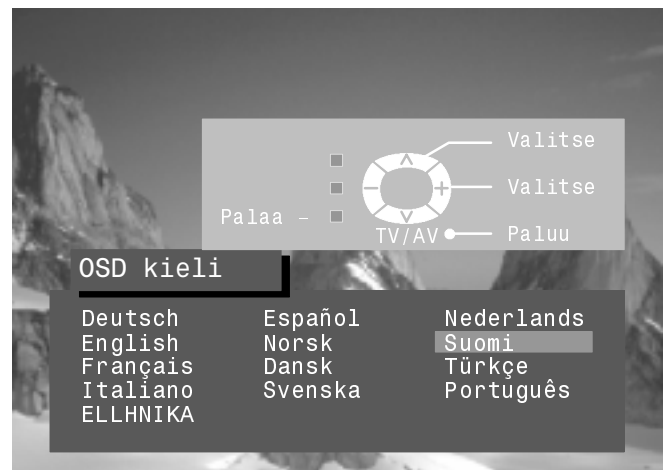 Valitse
Valitse
Palaa –
TV/AV Paluu
OSD kieli
Deutsch Español Nederlands
English Norsk Suomi
Français Dansk Türkçe
Italiano Svenska Português
ELLHNIKA